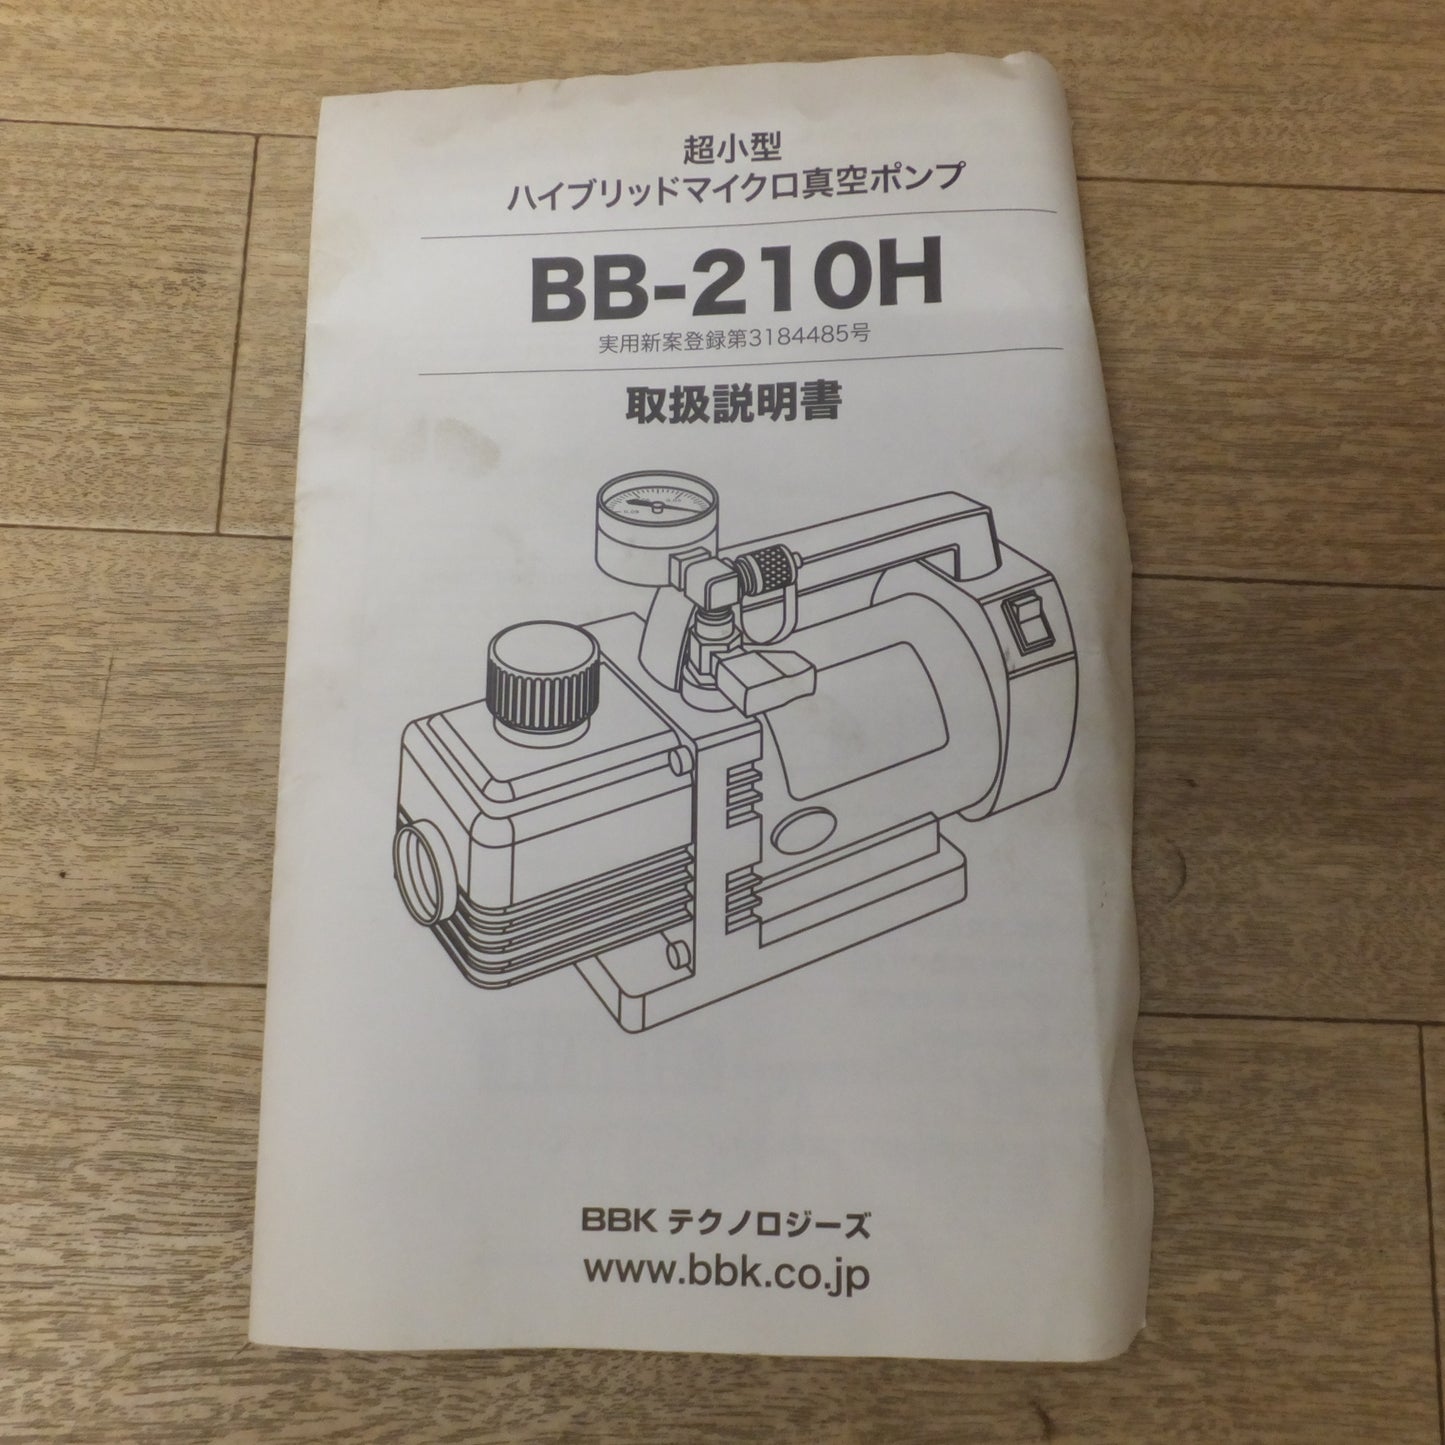 超小型
ハイブリッドマイクロ真空ポンプ
BB-210H
実用新案登録第3184485号
取扱説明書
BBK テクノロジーズ
www.bbk.co.jp